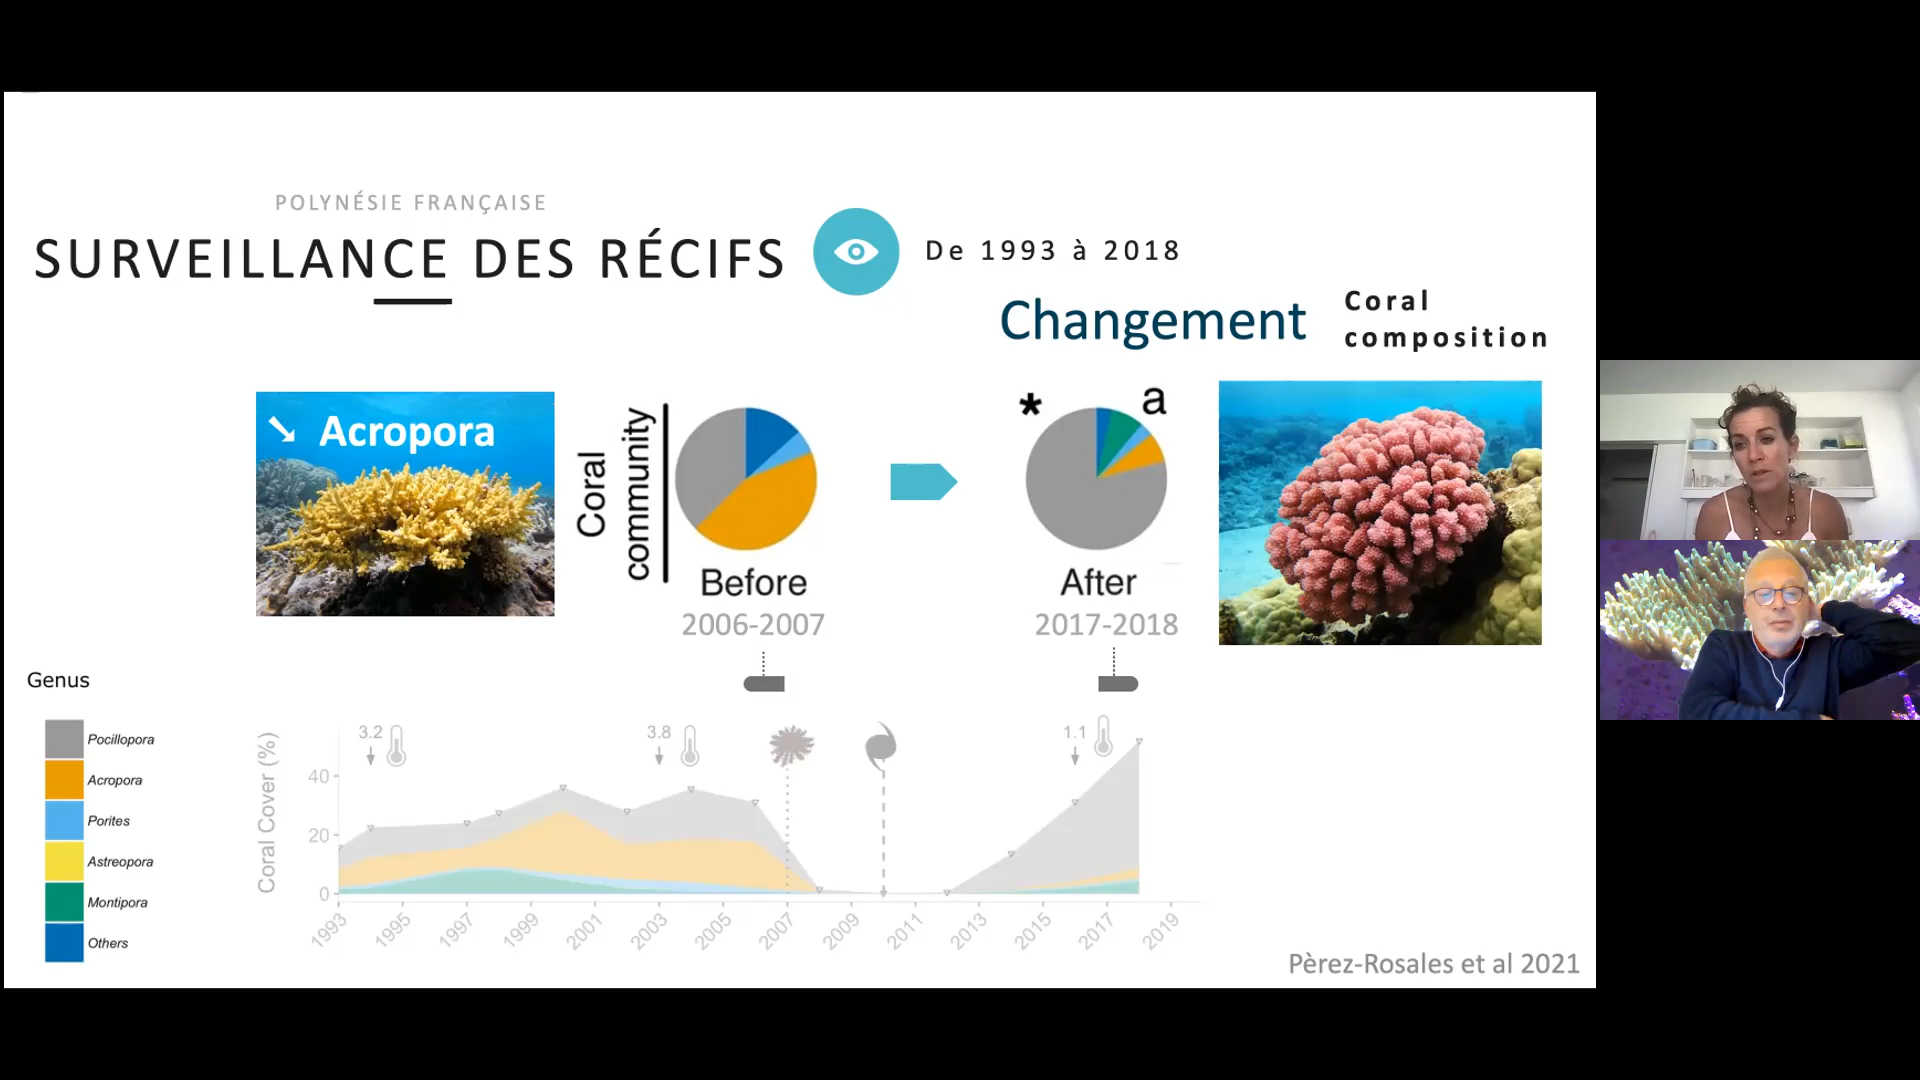 POLYNÉSIE FRANÇAISE
SURVEILLANCE DES RÉCIFS
De 1993 à 2018
Changement
Coral
composition
Acropora
Coral
community
Before
2006-2007
*
a
After
2017-2018
Genus
Pocillopora
Acropora
Porites
Astreopora
Montipora
Others
Coral Cover (%)
40
20
0
3.2
3.8
1.1
1993
1995
1997
1999
2001
2003
2005
2007
2009
2011
2013
2015
2017
2019
Pèrez-Rosales et al 2021